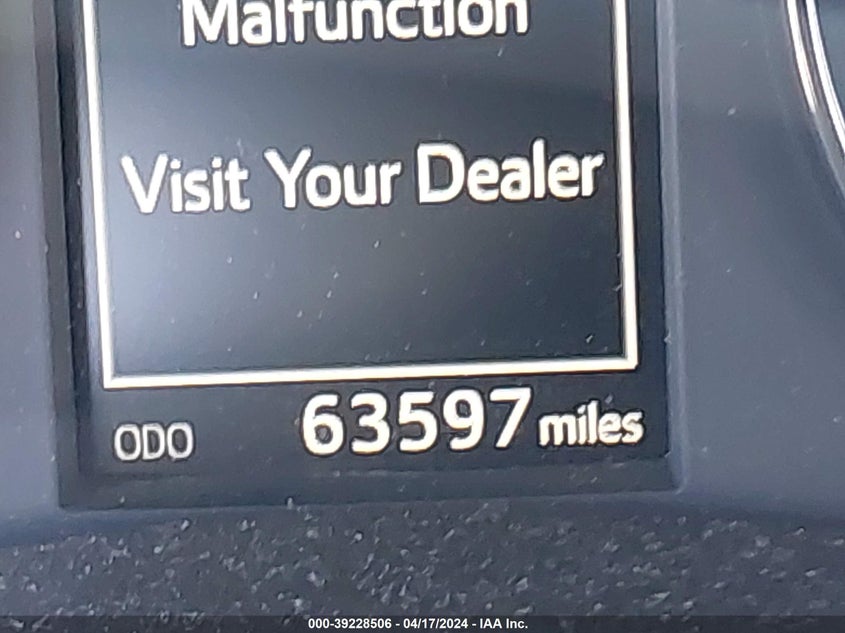 Malfunction
Visit Your Dealer
ODO 63597 miles
000-39228506 - 04/17/2024 - IAA Inc.